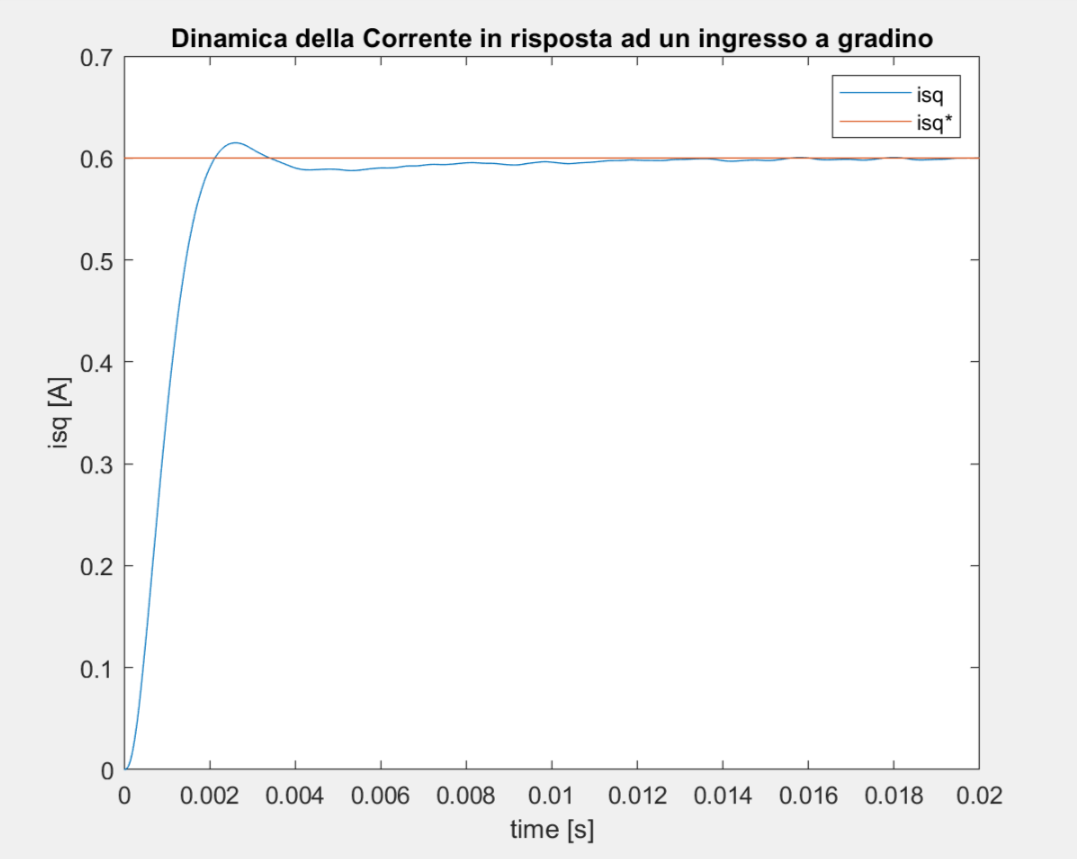 Dinamica della Corrente in risposta ad un ingresso a gradino
0.7
0.6
0.5
0.4
0.3
0.2
0.1
0
isq [A]
isq
isq*
0 0.002 0.004 0.006 0.008 0.01 0.012 0.014 0.016 0.018 0.02
time [s]